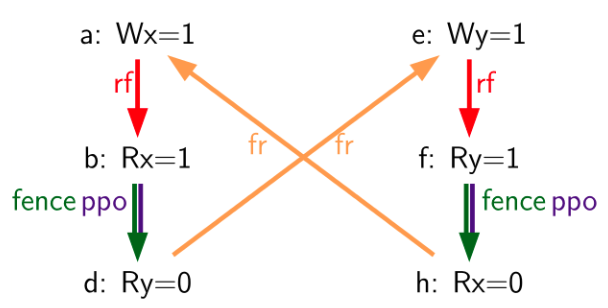 a: Wx=1 e: Wy=1
rf rf
fr fr
b: Rx=1 f: Ry=1
fence ppo fence ppo
d: Ry=0 h: Rx=0